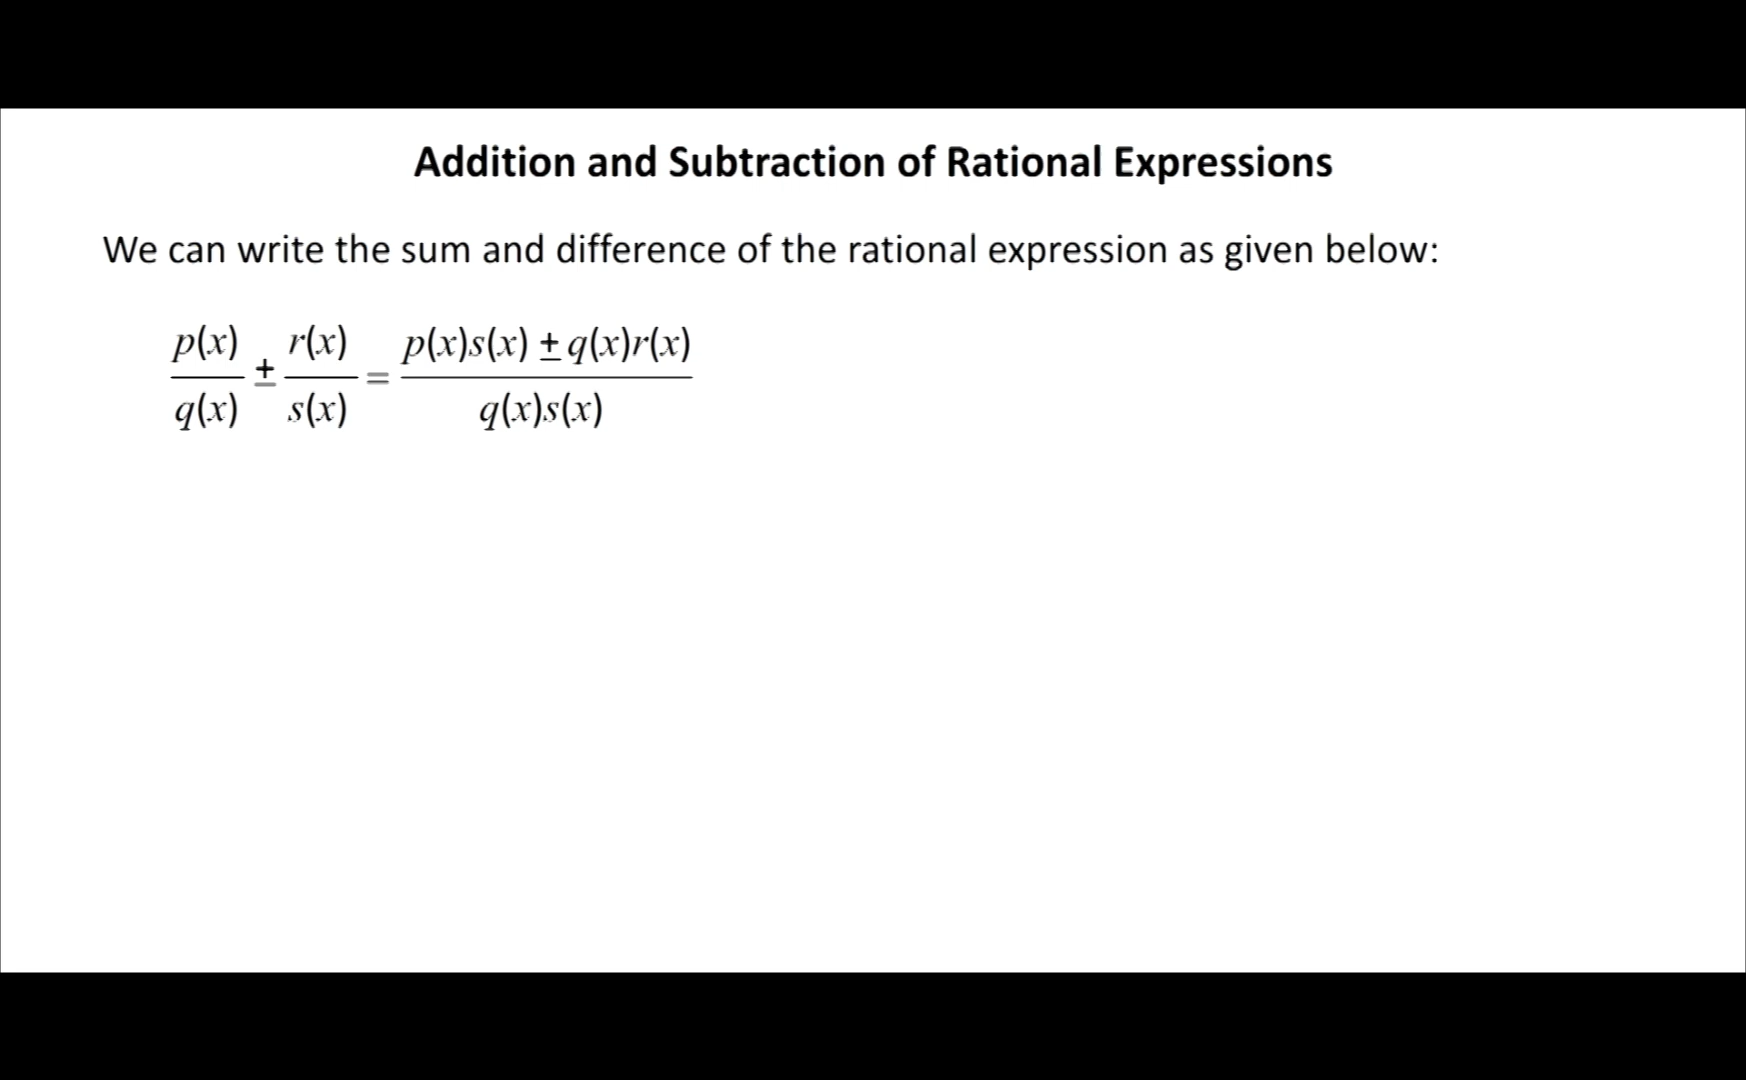 Addition and Subtraction of Rational Expressions
We can write the sum and difference of the rational expression as given below:
p(x)/q(x) ± r(x)/s(x) = (p(x)s(x) ± q(x)r(x))/(q(x)s(x))